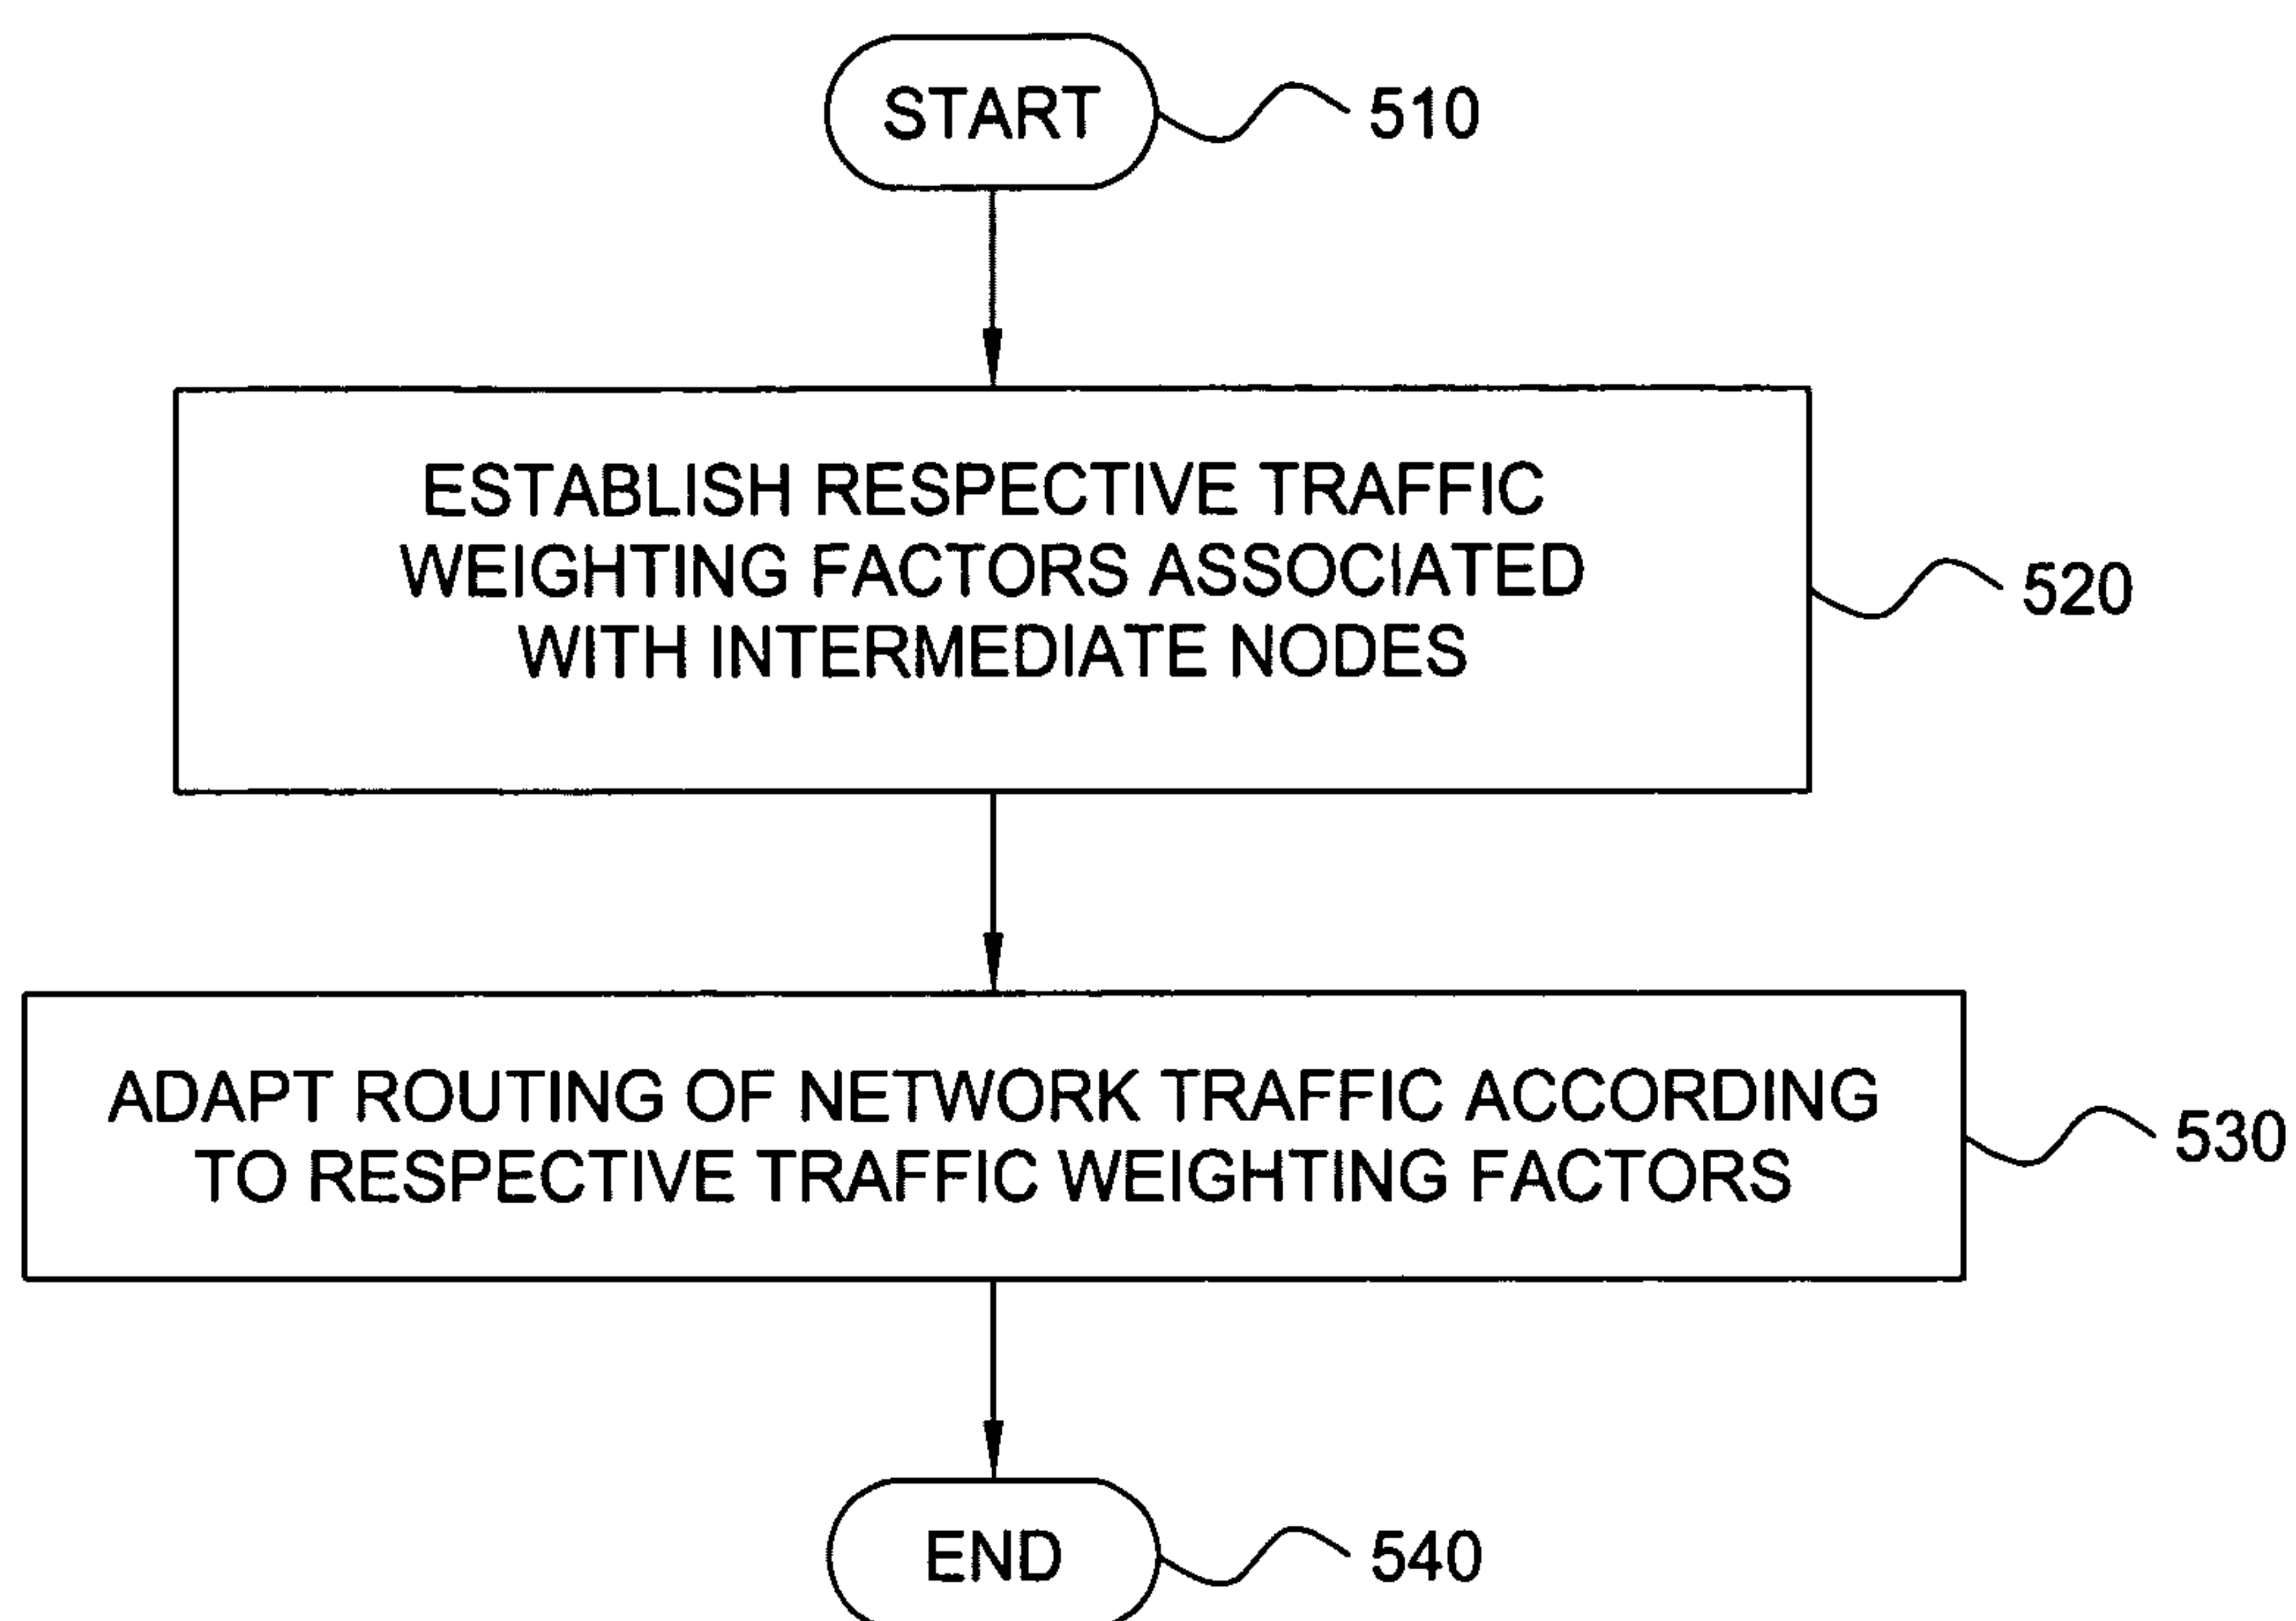 START
510
ESTABLISH RESPECTIVE TRAFFIC
WEIGHTING FACTORS ASSOCIATED
WITH INTERMEDIATE NODES
520
ADAPT ROUTING OF NETWORK TRAFFIC ACCORDING
TO RESPECTIVE TRAFFIC WEIGHTING FACTORS
530
END
540